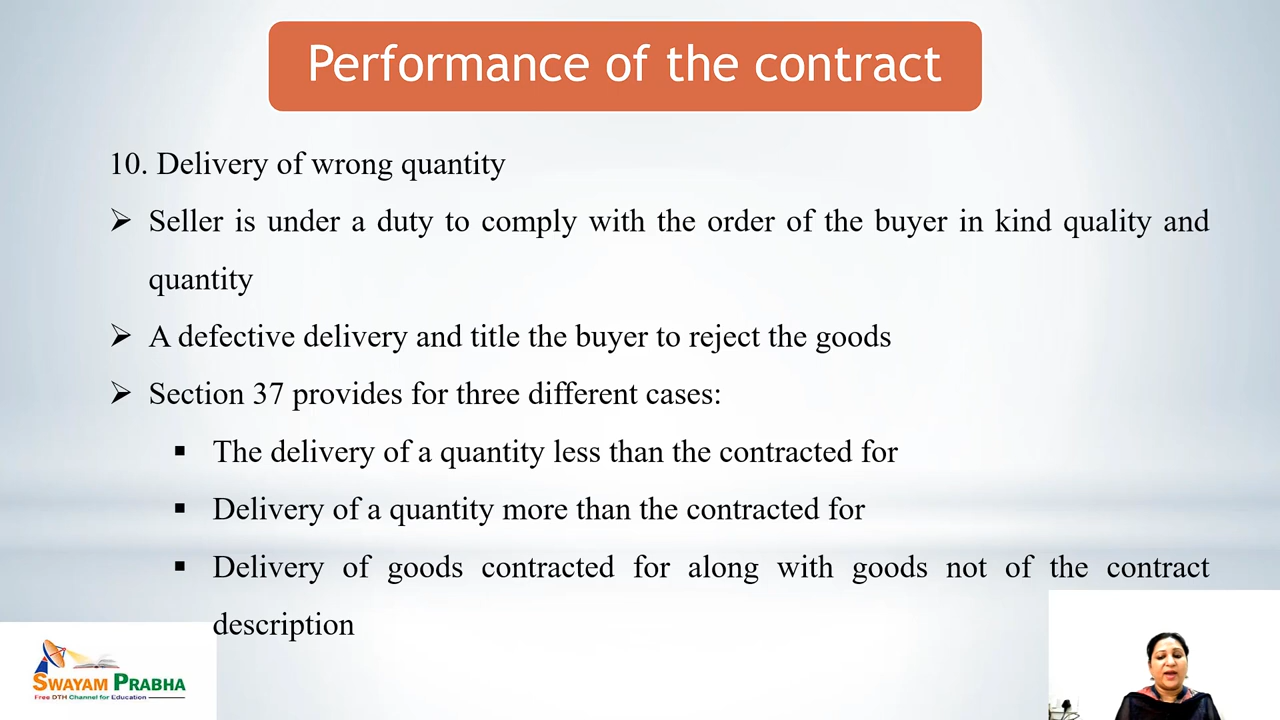 Performance of the contract
10. Delivery of wrong quantity
➢ Seller is under a duty to comply with the order of the buyer in kind quality and
quantity
➢ A defective delivery and title the buyer to reject the goods
➢ Section 37 provides for three different cases:
▪ The delivery of a quantity less than the contracted for
▪ Delivery of a quantity more than the contracted for
▪ Delivery of goods contracted for along with goods not of the contract
description
SWAYAM PRABHA
Free DTH Channel for Education